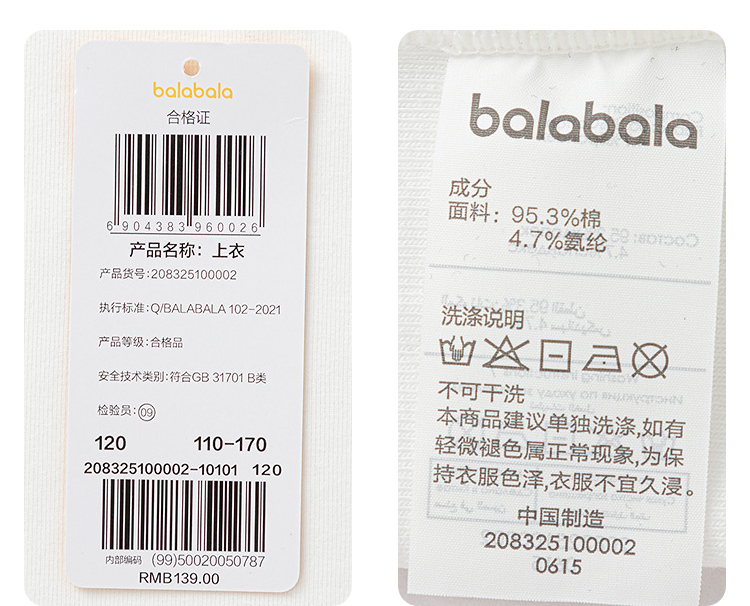 balabala
合格证
6 904383 960026
产品名称：上衣
产品货号:208325100002
执行标准:Q/BALABALA 102-2021
产品等级:合格品
安全技术类别:符合GB 31701 B类
检验员:09
120 110-170
208325100002-10101 120
内部编码 (99)50020050787
RMB139.00
balabala
成分
面料：95.3%棉
4.7%氨纶
洗涤说明
不可干洗
本商品建议单独洗涤,如有
轻微褪色属正常现象,为保
持衣服色泽,衣服不宜久浸。
中国制造
208325100002
0615